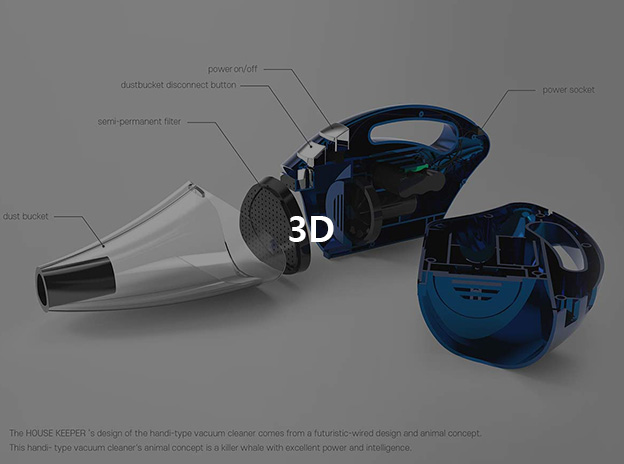 power on/off
dustbucket disconnect button
power socket
semi-permanent filter
dust bucket
3D
The HOUSE KEEPER 's design of the handi-type vacuum cleaner comes from a futuristic-wired design and animal concept.
This handi- type vacuum cleaner's animal concept is a killer whale with excellent power and intelligence.